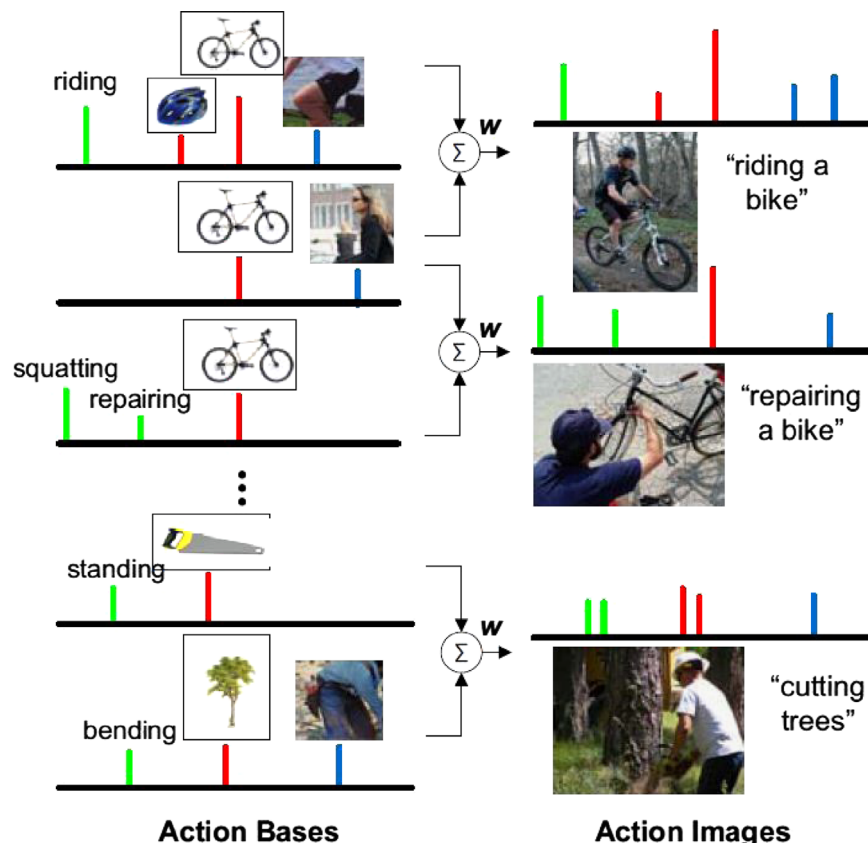 riding
w
Σ
“riding a
bike”
w
Σ
squatting
repairing
“repairing
a bike”
standing
w
Σ
“cutting
trees”
bending
Action Bases
Action Images